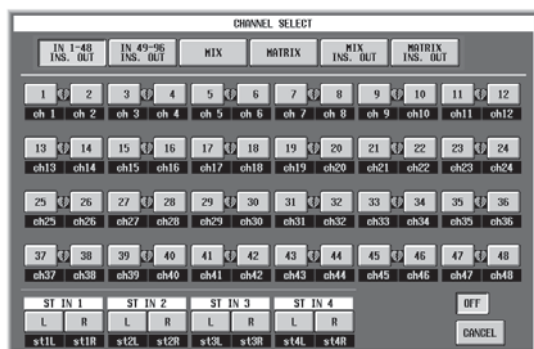 CHANNEL SELECT
IN 1-48 INS. OUT IN 49-96 INS. OUT MIX MATRIX MIX INS. OUT MATRIX INS. OUT
1 2 3 4 5 6 7 8 9 10 11 12
ch 1 ch 2 ch 3 ch 4 ch 5 ch 6 ch 7 ch 8 ch 9 ch10 ch11 ch12
13 14 15 16 17 18 19 20 21 22 23 24
ch13 ch14 ch15 ch16 ch17 ch18 ch19 ch20 ch21 ch22 ch23 ch24
25 26 27 28 29 30 31 32 33 34 35 36
ch25 ch26 ch27 ch28 ch29 ch30 ch31 ch32 ch33 ch34 ch35 ch36
37 38 39 40 41 42 43 44 45 46 47 48
ch37 ch38 ch39 ch40 ch41 ch42 ch43 ch44 ch45 ch46 ch47 ch48
ST IN 1 ST IN 2 ST IN 3 ST IN 4 OFF
L R L R L R L R
st1L st1R st2L st2R st3L st3R st4L st4R CANCEL